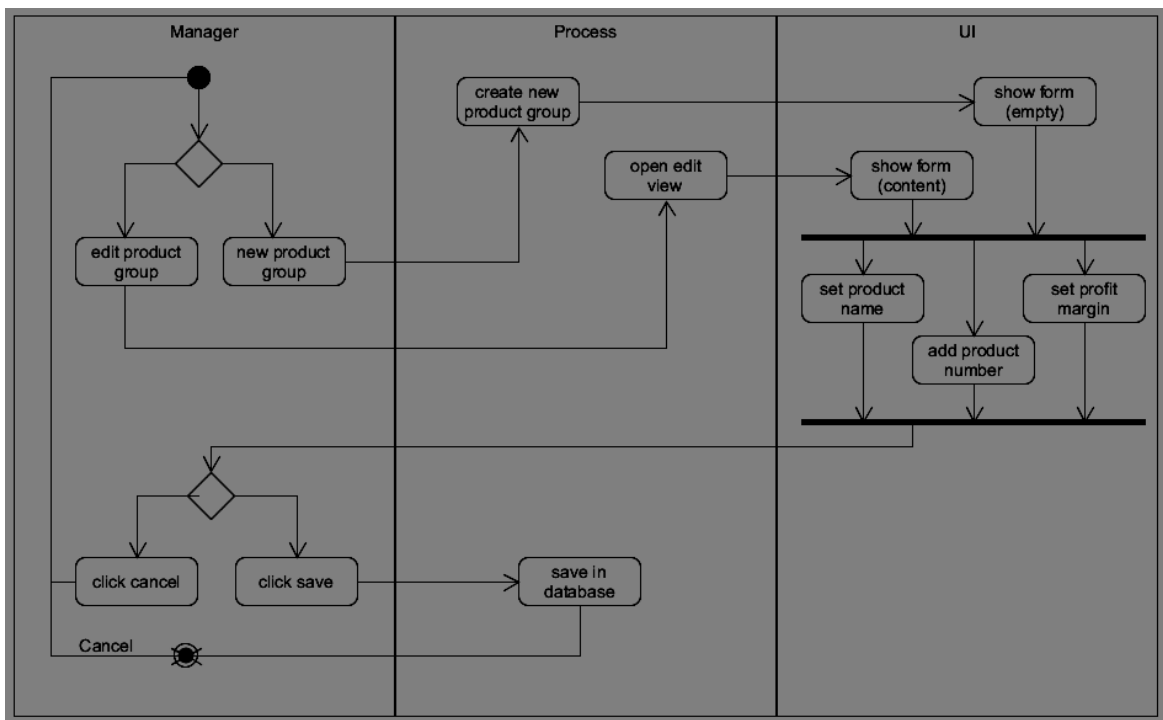 Manager
Process
UI
create new
product group
show form
(empty)
open edit
view
show form
(content)
edit product
group
new product
group
set product
name
set profit
margin
add product
number
click cancel
click save
save in
database
Cancel